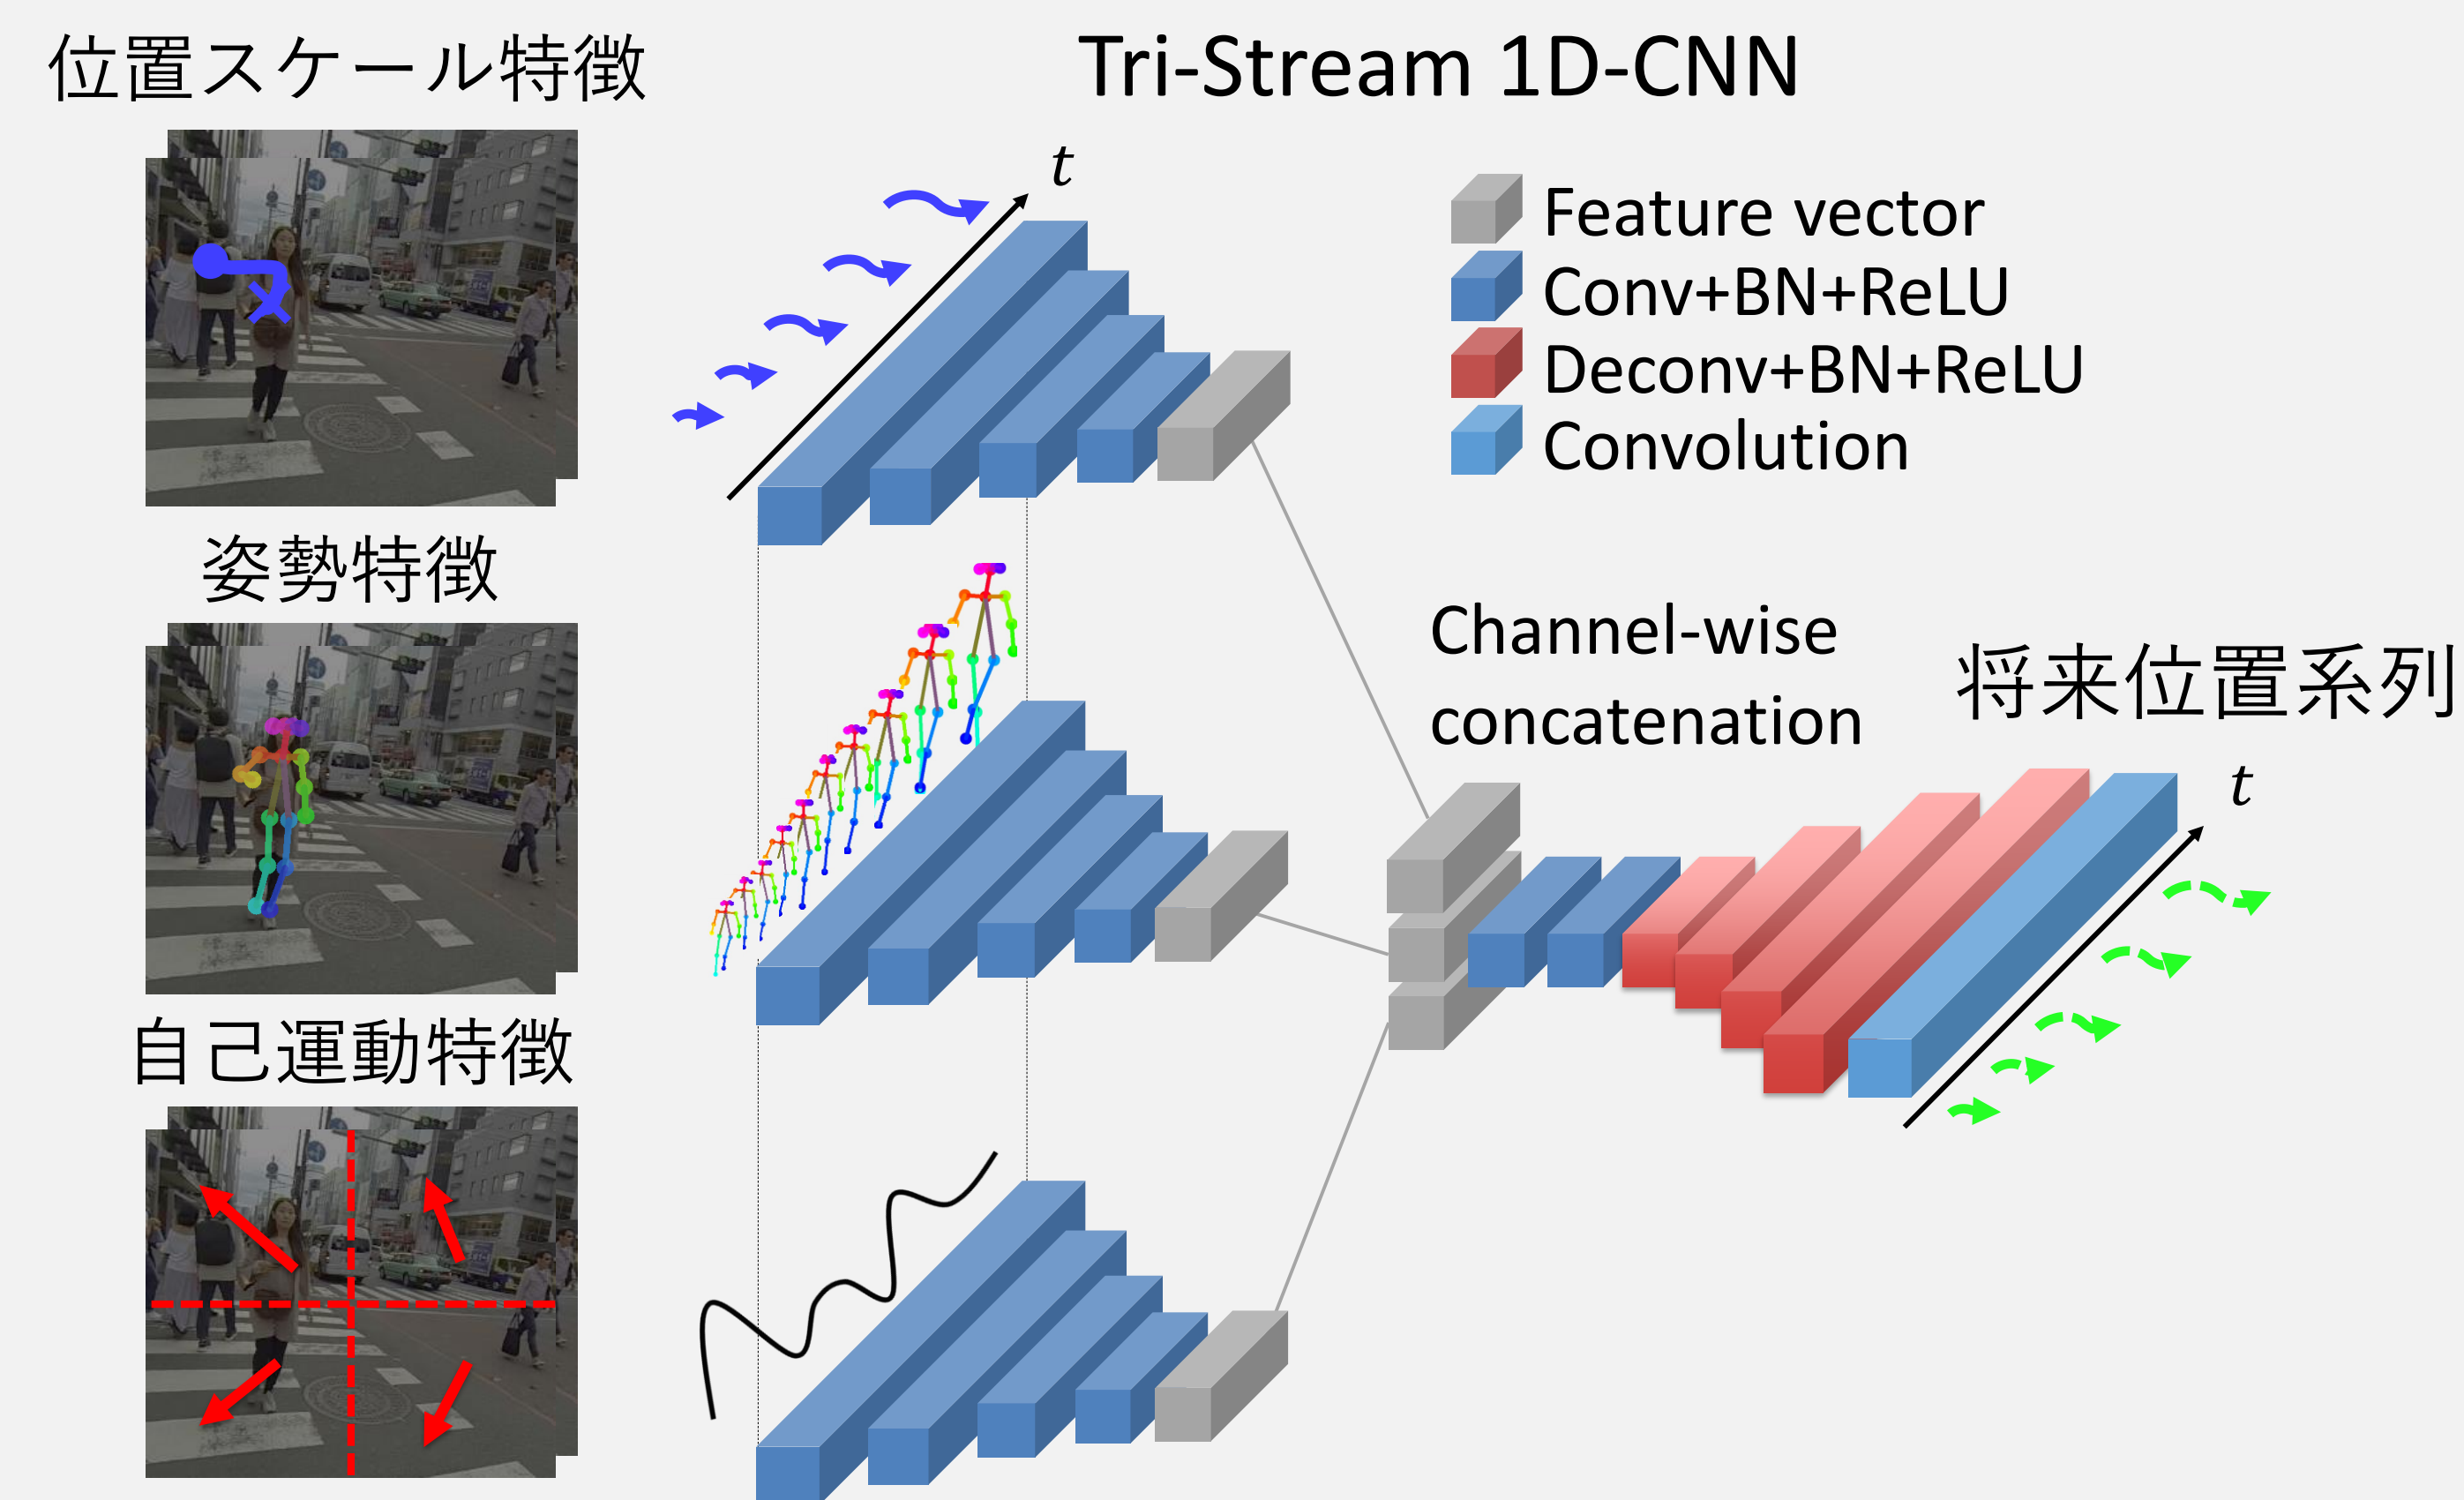 位置スケール特徴
Tri-Stream 1D-CNN
t
Feature vector
Conv+BN+ReLU
Deconv+BN+ReLU
Convolution
姿勢特徴
Channel-wise
concatenation
将来位置系列
t
自己運動特徴